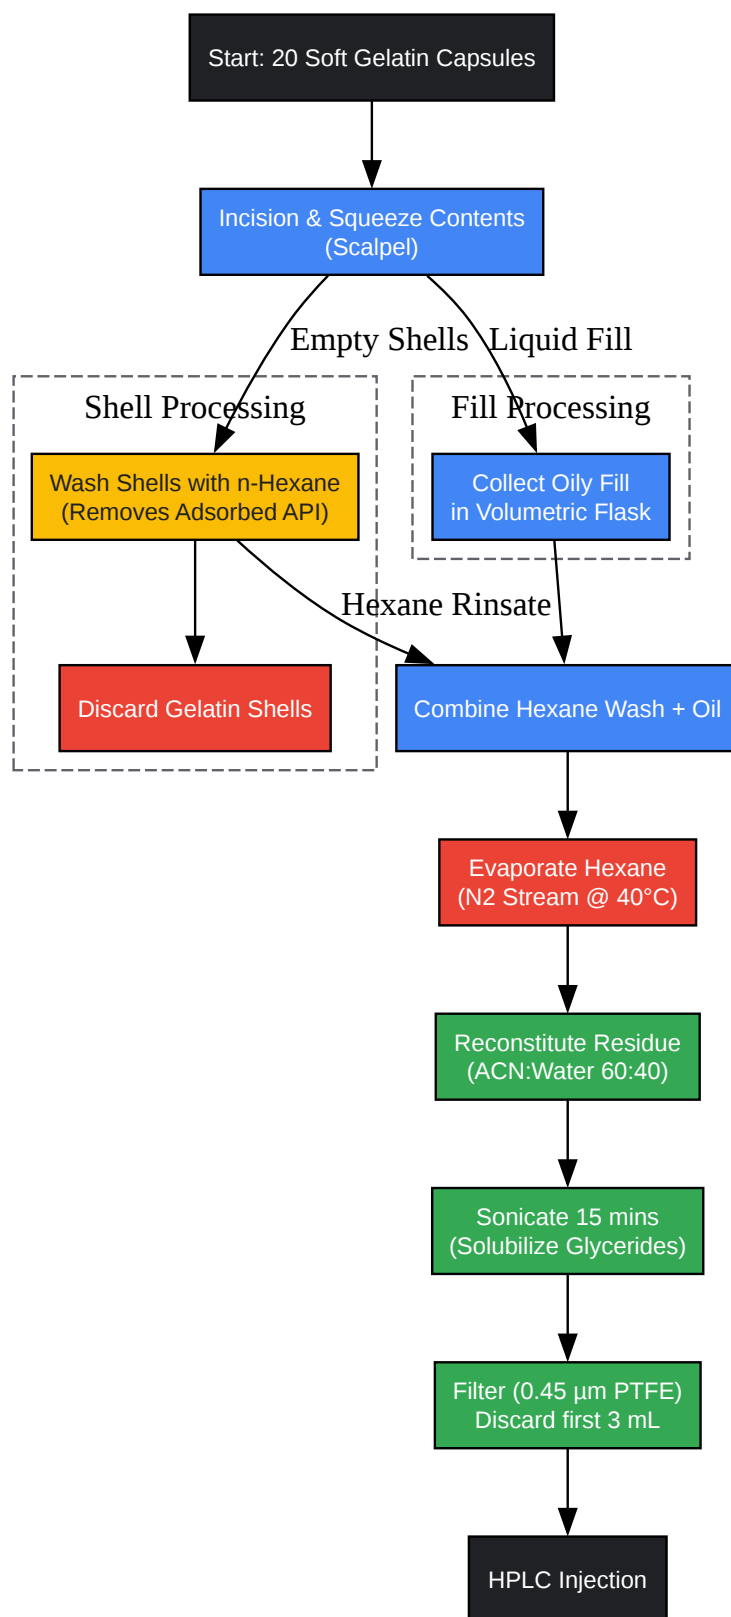 Start: 20 Soft Gelatin Capsules
Incision & Squeeze Contents
(Scalpel)
Empty Shells
Liquid Fill
Shell Processing
Fill Processing
Wash Shells with n-Hexane
(Removes Adsorbed API)
Collect Oily Fill
in Volumetric Flask
Hexane Rinsate
Discard Gelatin Shells
Combine Hexane Wash + Oil
Evaporate Hexane
(N2 Stream @ 40°C)
Reconstitute Residue
(ACN:Water 60:40)
Sonicate 15 mins
(Solubilize Glycerides)
Filter (0.45 µm PTFE)
Discard first 3 mL
HPLC Injection